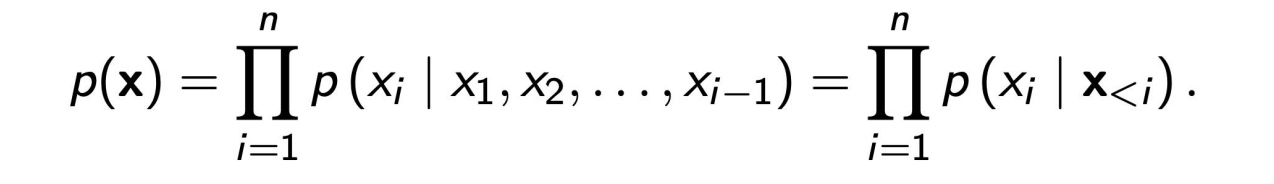 p(𝐱) = ∏_{i=1}^{n} p (x_i | x_1, x_2, . . . , x_{i−1}) = ∏_{i=1}^{n} p (x_i | 𝐱_{<i}) .